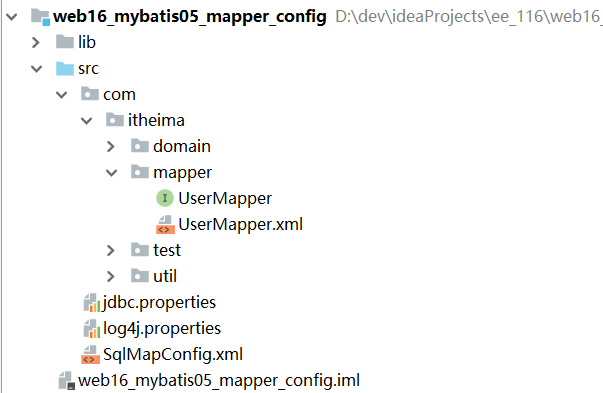 web16_mybatis05_mapper_config D:\dev\ideaProjects\ee_116\web16_
lib
src
com
itheima
domain
mapper
I UserMapper
UserMapper.xml
test
util
jdbc.properties
log4j.properties
SqlMapConfig.xml
web16_mybatis05_mapper_config.iml